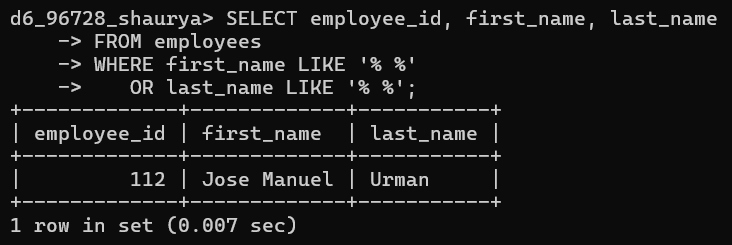 d6_96728_shaurya> SELECT employee_id, first_name, last_name
    -> FROM employees
    -> WHERE first_name LIKE '% %'
    ->    OR last_name LIKE '% %';
+-------------+-------------+-----------+
| employee_id | first_name  | last_name |
+-------------+-------------+-----------+
|         112 | Jose Manuel | Urman     |
+-------------+-------------+-----------+
1 row in set (0.007 sec)